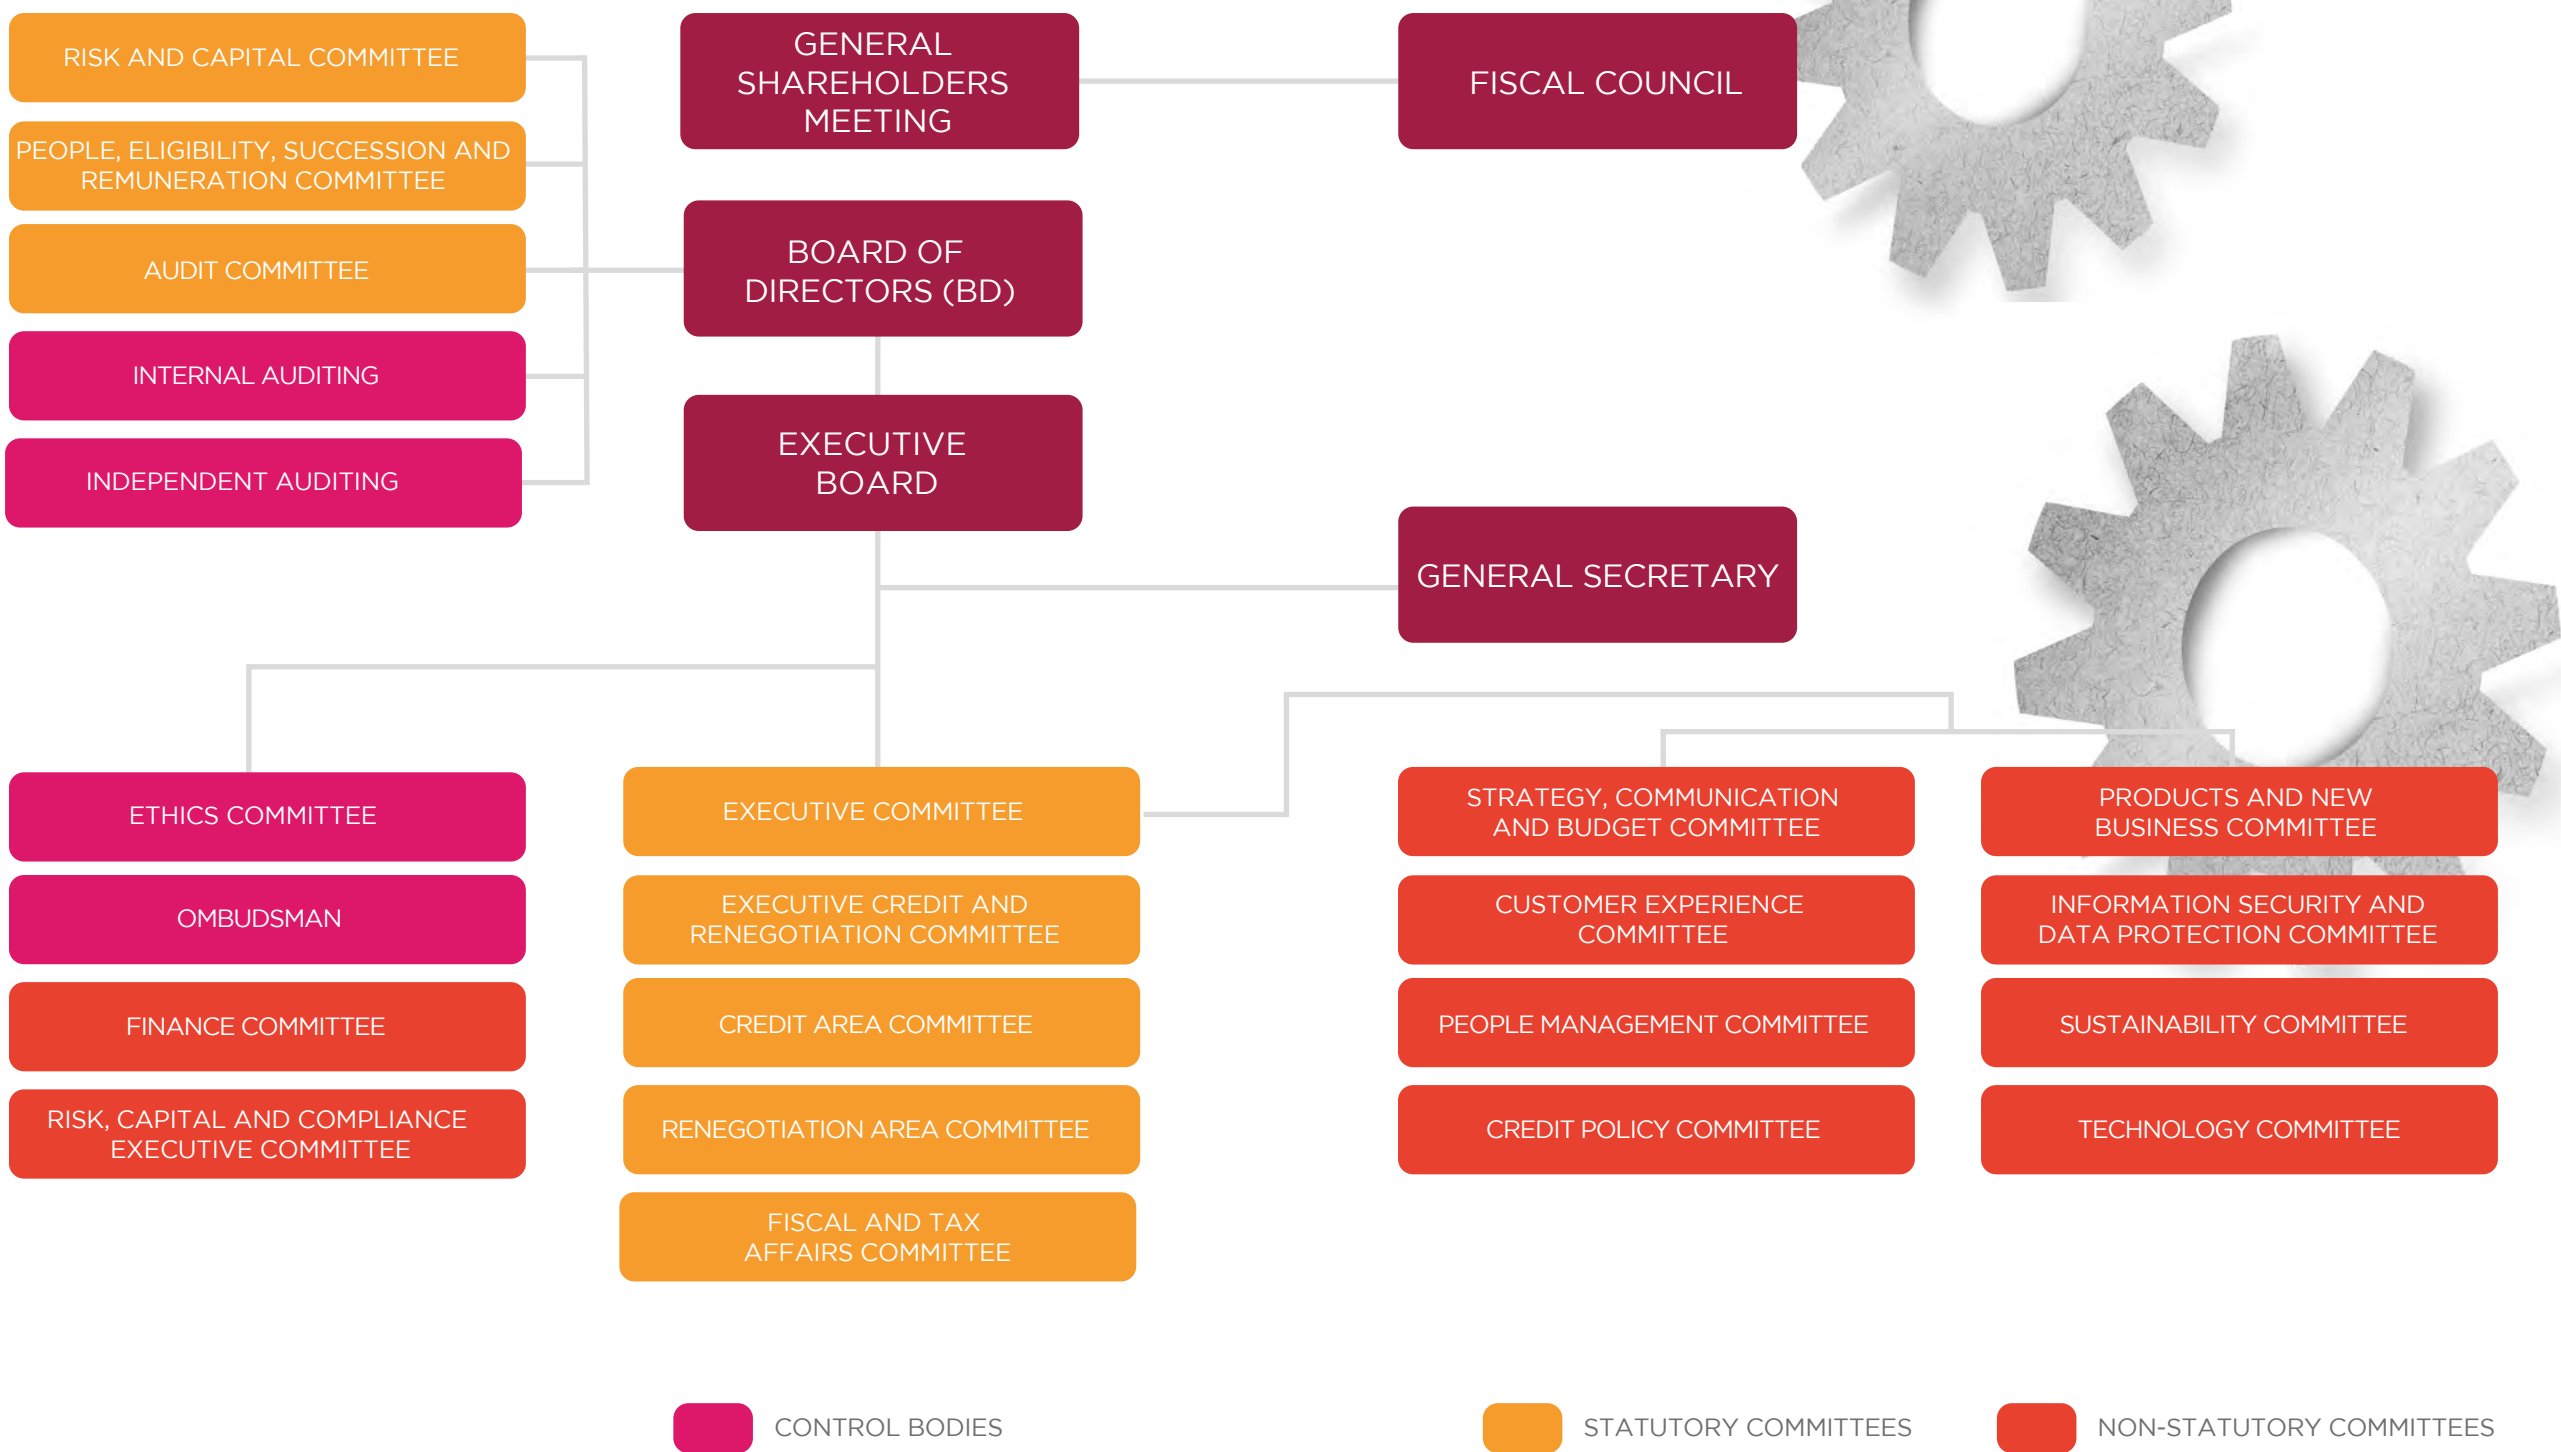 RISK AND CAPITAL COMMITTEE
PEOPLE, ELIGIBILITY, SUCCESSION AND
REMUNERATION COMMITTEE
AUDIT COMMITTEE
INTERNAL AUDITING
INDEPENDENT AUDITING
GENERAL
SHAREHOLDERS
MEETING
FISCAL COUNCIL
BOARD OF
DIRECTORS (BD)
EXECUTIVE
BOARD
GENERAL SECRETARY
ETHICS COMMITTEE
OMBUDSMAN
FINANCE COMMITTEE
RISK, CAPITAL AND COMPLIANCE
EXECUTIVE COMMITTEE
EXECUTIVE COMMITTEE
EXECUTIVE CREDIT AND
RENEGOTIATION COMMITTEE
CREDIT AREA COMMITTEE
RENEGOTIATION AREA COMMITTEE
FISCAL AND TAX
AFFAIRS COMMITTEE
STRATEGY, COMMUNICATION
AND BUDGET COMMITTEE
CUSTOMER EXPERIENCE
COMMITTEE
PEOPLE MANAGEMENT COMMITTEE
CREDIT POLICY COMMITTEE
PRODUCTS AND NEW
BUSINESS COMMITTEE
INFORMATION SECURITY AND
DATA PROTECTION COMMITTEE
SUSTAINABILITY COMMITTEE
TECHNOLOGY COMMITTEE
CONTROL BODIES
STATUTORY COMMITTEES
NON-STATUTORY COMMITTEES